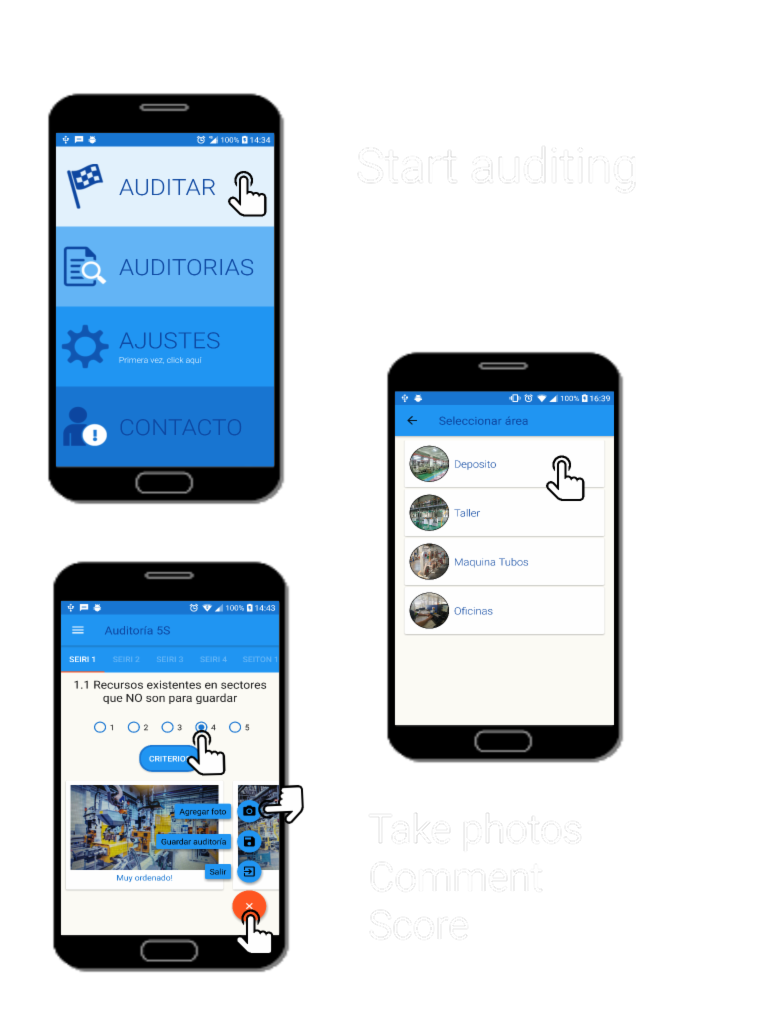 100% 14:34
AUDITAR
AUDITORIAS
AJUSTES
Primera vez, click aquí
CONTACTO
Start auditing
100% 16:39
Seleccionar área
Deposito
Taller
Maquina Tubos
Oficinas
100% 14:43
Auditoría 5S
SEIRI 1 SEIRI 2 SEIRI 3 SEIRI 4 SEITON 1
1.1 Recursos existentes en sectores
que NO son para guardar
1 2 3 4 5
Agregar foto
Guardar auditoría
Salir
Muy ordenado!
Take photos
Comment
Score